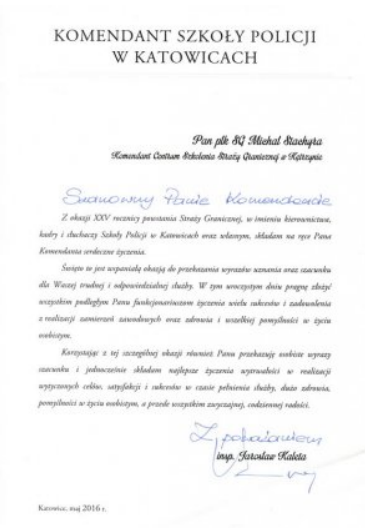 KOMENDANT SZKOŁY POLICJI
W KATOWICACH
Pan płk SG Michał Stachyra
Komendant Centrum Szkolenia Straży Granicznej w Kętrzynie
Szanowny Panie Komendancie
Z okazji XXV rocznicy powstania Straży Granicznej, w imieniu kierownictwa,
kadry i słuchaczy Szkoły Policji w Katowicach oraz własnym, składam na ręce Pana
Komendanta serdeczne życzenia.
Święto to jest wspaniałą okazją do przekazania wyrazów uznania oraz szacunku
dla Waszej trudnej i odpowiedzialnej służby. W tym uroczystym dniu pragnę złożyć
wszystkim podległym Panu funkcjonariuszom życzenia wielu sukcesów i zadowolenia
z realizacji zamierzeń zawodowych oraz zdrowia i wszelkiej pomyślności w życiu
osobistym.
Korzystając z tej szczególnej okazji również Panu przekazuję osobiste wyrazy
szacunku i jednocześnie składam najlepsze życzenia wytrwałości w realizacji
wytyczonych celów, satysfakcji i sukcesów w czasie pełnienia służby, dużo zdrowia,
pomyślności w życiu osobistym, a przede wszystkim zwyczajnej, codziennej radości.
Z poważaniem
insp. Jarosław Kaleta
Katowice, maj 2016 r.